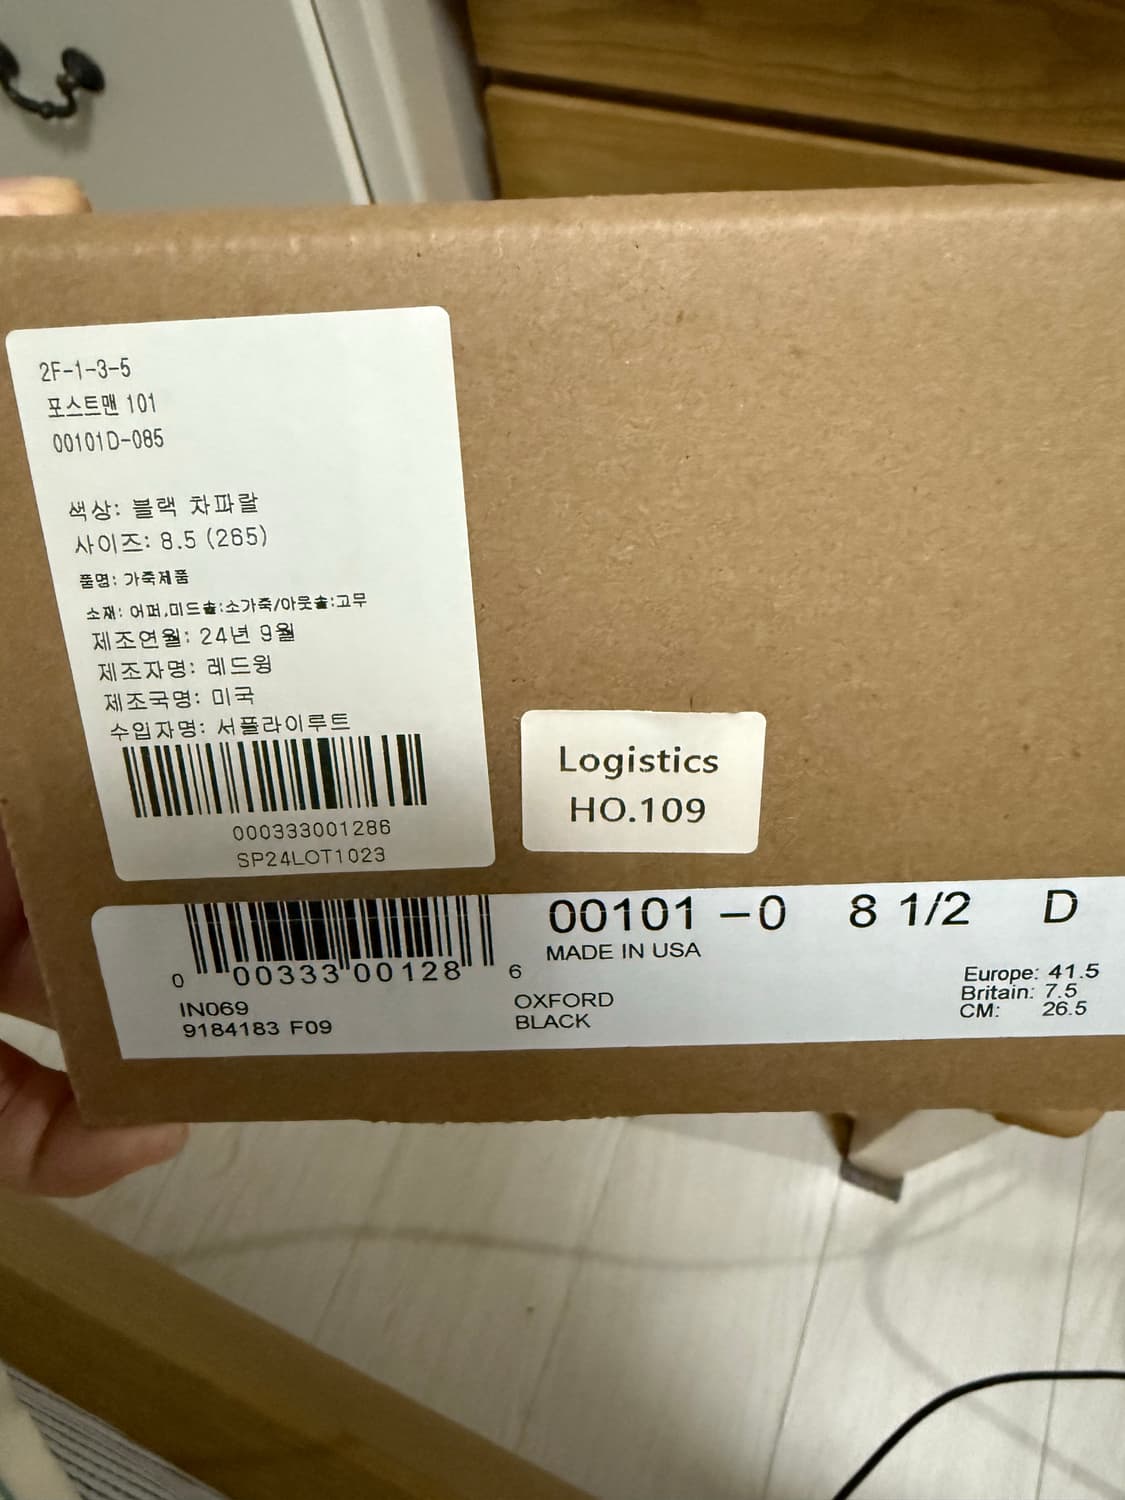 2F-1-3-5
포스트맨 101
00101D-085
색상: 블랙 차파랄
사이즈: 8.5 (265)
품명: 가죽제품
소재: 어퍼,미드솔:소가죽/아웃솔:고무
제조연월: 24년 9월
제조자명: 레드윙
제조국명: 미국
수입자명: 서플라이루트
000333001286
SP24LOT1023
Logistics
HO.109
00101 -0 8 1/2 D
MADE IN USA
0 00333 00128 6
IN069
9184183 F09
OXFORD
BLACK
Europe: 41.5
Britain: 7.5
CM: 26.5